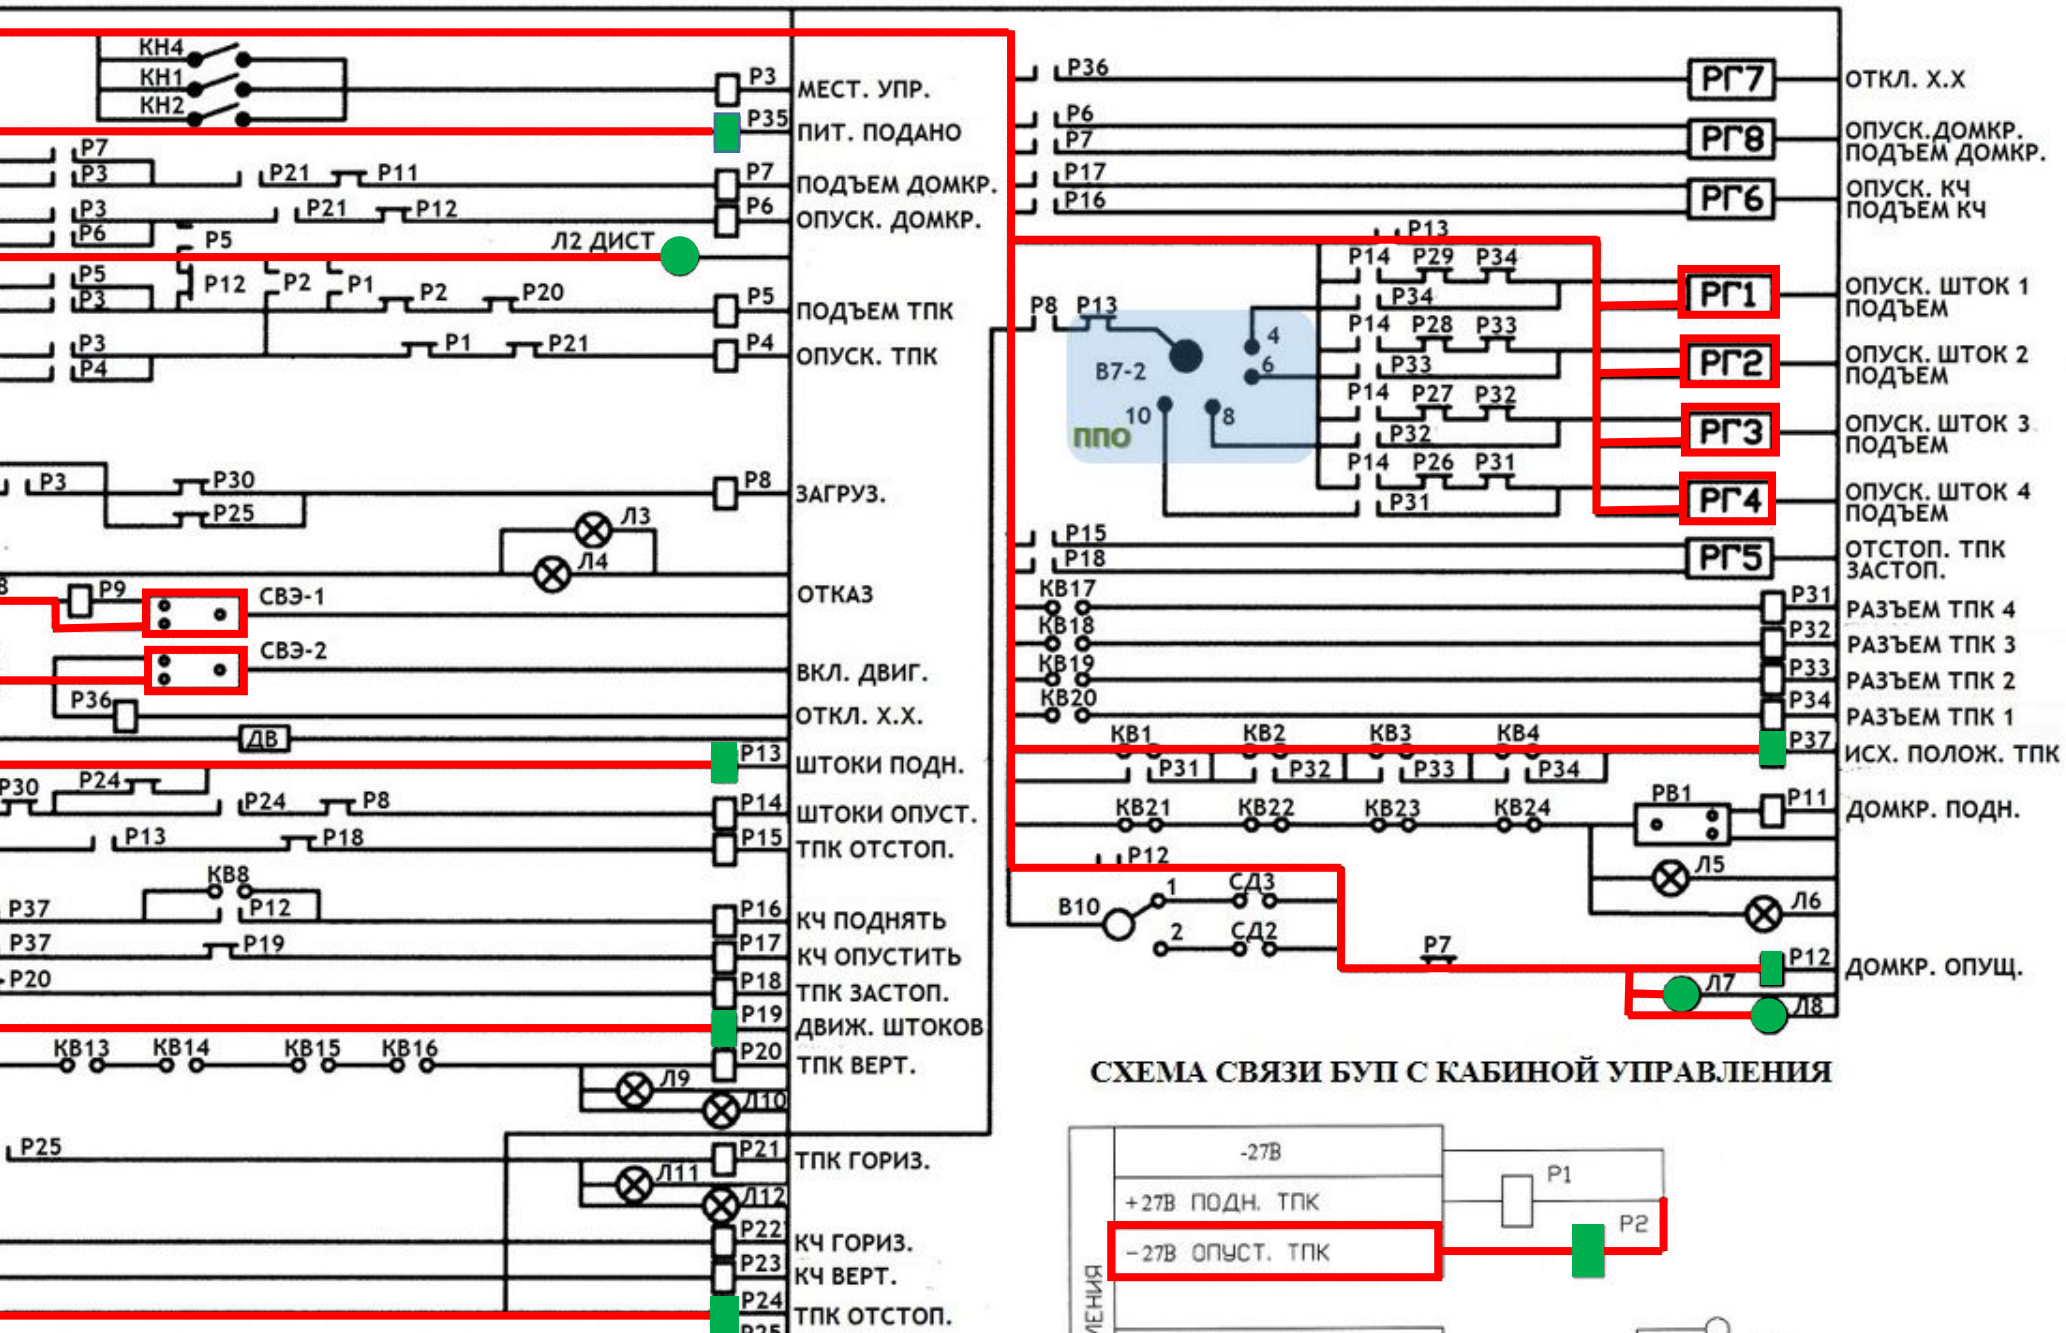 КН4
КН1
КН2
Р3 МЕСТ. УПР.
Р35 ПИТ. ПОДАНО
Р7
Р3 Р21 Р11 Р7 ПОДЪЕМ ДОМКР.
Р3 Р21 Р12 Р6 ОПУСК. ДОМКР.
Р6 Р5 Л2 ДИСТ
Р5 Р12 Р2 Р1
Р3 Р2 Р20 Р5 ПОДЪЕМ ТПК
Р3 Р1 Р21 Р4 ОПУСК. ТПК
Р4
Р3 Р30 Р8 ЗАГРУЗ.
Р25
Л3
Л4
ОТКАЗ
8 Р9 СВЭ-1
СВЭ-2
ВКЛ. ДВИГ.
Р36 ОТКЛ. Х.Х.
ДВ
Р13 ШТОКИ ПОДН.
Р24
Р30 Р24 Р8 Р14 ШТОКИ ОПУСТ.
Р13 Р18 Р15 ТПК ОТСТОП.
КВ8
Р37 Р12 Р16 КЧ ПОДНЯТЬ
Р37 Р19 Р17 КЧ ОПУСТИТЬ
Р20 Р18 ТПК ЗАСТОП.
Р19 ДВИЖ. ШТОКОВ
КВ13 КВ14 КВ15 КВ16 Р20 ТПК ВЕРТ.
Л9
Л10
Р25 Р21 ТПК ГОРИЗ.
Л11
Л12
Р22 КЧ ГОРИЗ.
Р23 КЧ ВЕРТ.
Р24 ТПК ОТСТОП.
Р25
Р36 РГ7 ОТКЛ. Х.Х
Р6 РГ8 ОПУСК.ДОМКР.
Р7 ПОДЪЕМ ДОМКР.
Р17 РГ6 ОПУСК. КЧ
Р16 ПОДЪЕМ КЧ
Р13
Р14 Р29 Р34 РГ1 ОПУСК. ШТОК 1
Р34 ПОДЪЕМ
Р8 Р13
В7-2 4 6 8 10
ППО
Р14 Р28 Р33 РГ2 ОПУСК. ШТОК 2
Р33 ПОДЪЕМ
Р14 Р27 Р32 РГ3 ОПУСК. ШТОК 3
Р32 ПОДЪЕМ
Р14 Р26 Р31 РГ4 ОПУСК. ШТОК 4
Р31 ПОДЪЕМ
Р15 РГ5 ОТСТОП. ТПК
Р18 ЗАСТОП.
КВ17 Р31 РАЗЪЕМ ТПК 4
КВ18 Р32 РАЗЪЕМ ТПК 3
КВ19 Р33 РАЗЪЕМ ТПК 2
КВ20 Р34 РАЗЪЕМ ТПК 1
КВ1 КВ2 КВ3 КВ4 Р37 ИСХ. ПОЛОЖ. ТПК
Р31 Р32 Р33 Р34
КВ21 КВ22 КВ23 КВ24 РВ1 Р11 ДОМКР. ПОДН.
Р12
Л5
В10 1 СД3 Л6
2 СД2 Р7 Р12 ДОМКР. ОПУЩ.
Л7
Л8
СХЕМА СВЯЗИ БУП С КАБИНОЙ УПРАВЛЕНИЯ
-27В
+27В ПОДН. ТПК Р1
-27В ОПУСТ. ТПК Р2
ЛЕНИЯ